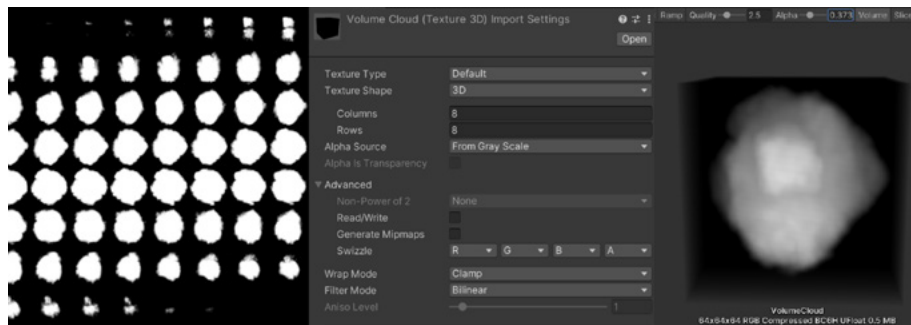 Volume Cloud (Texture 3D) Import Settings
Open
Texture Type Default
Texture Shape 3D
Columns 8
Rows 8
Alpha Source From Gray Scale
Alpha Is Transparency
Advanced
Non-Power of 2 None
Read/Write
Generate Mipmaps
Swizzle R G B A
Wrap Mode Clamp
Filter Mode Bilinear
Aniso Level 1
Ramp Quality 2.5 Alpha 0.373 Volume Slice
VolumeCloud
64x64x64 RGB Compressed BC6H UFloat 0.5 MB